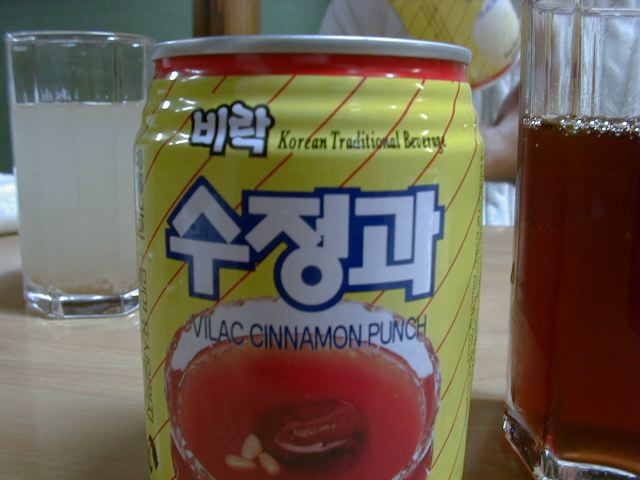 비락 Korean Traditional Beverage
수정과
VILAC CINNAMON PUNCH